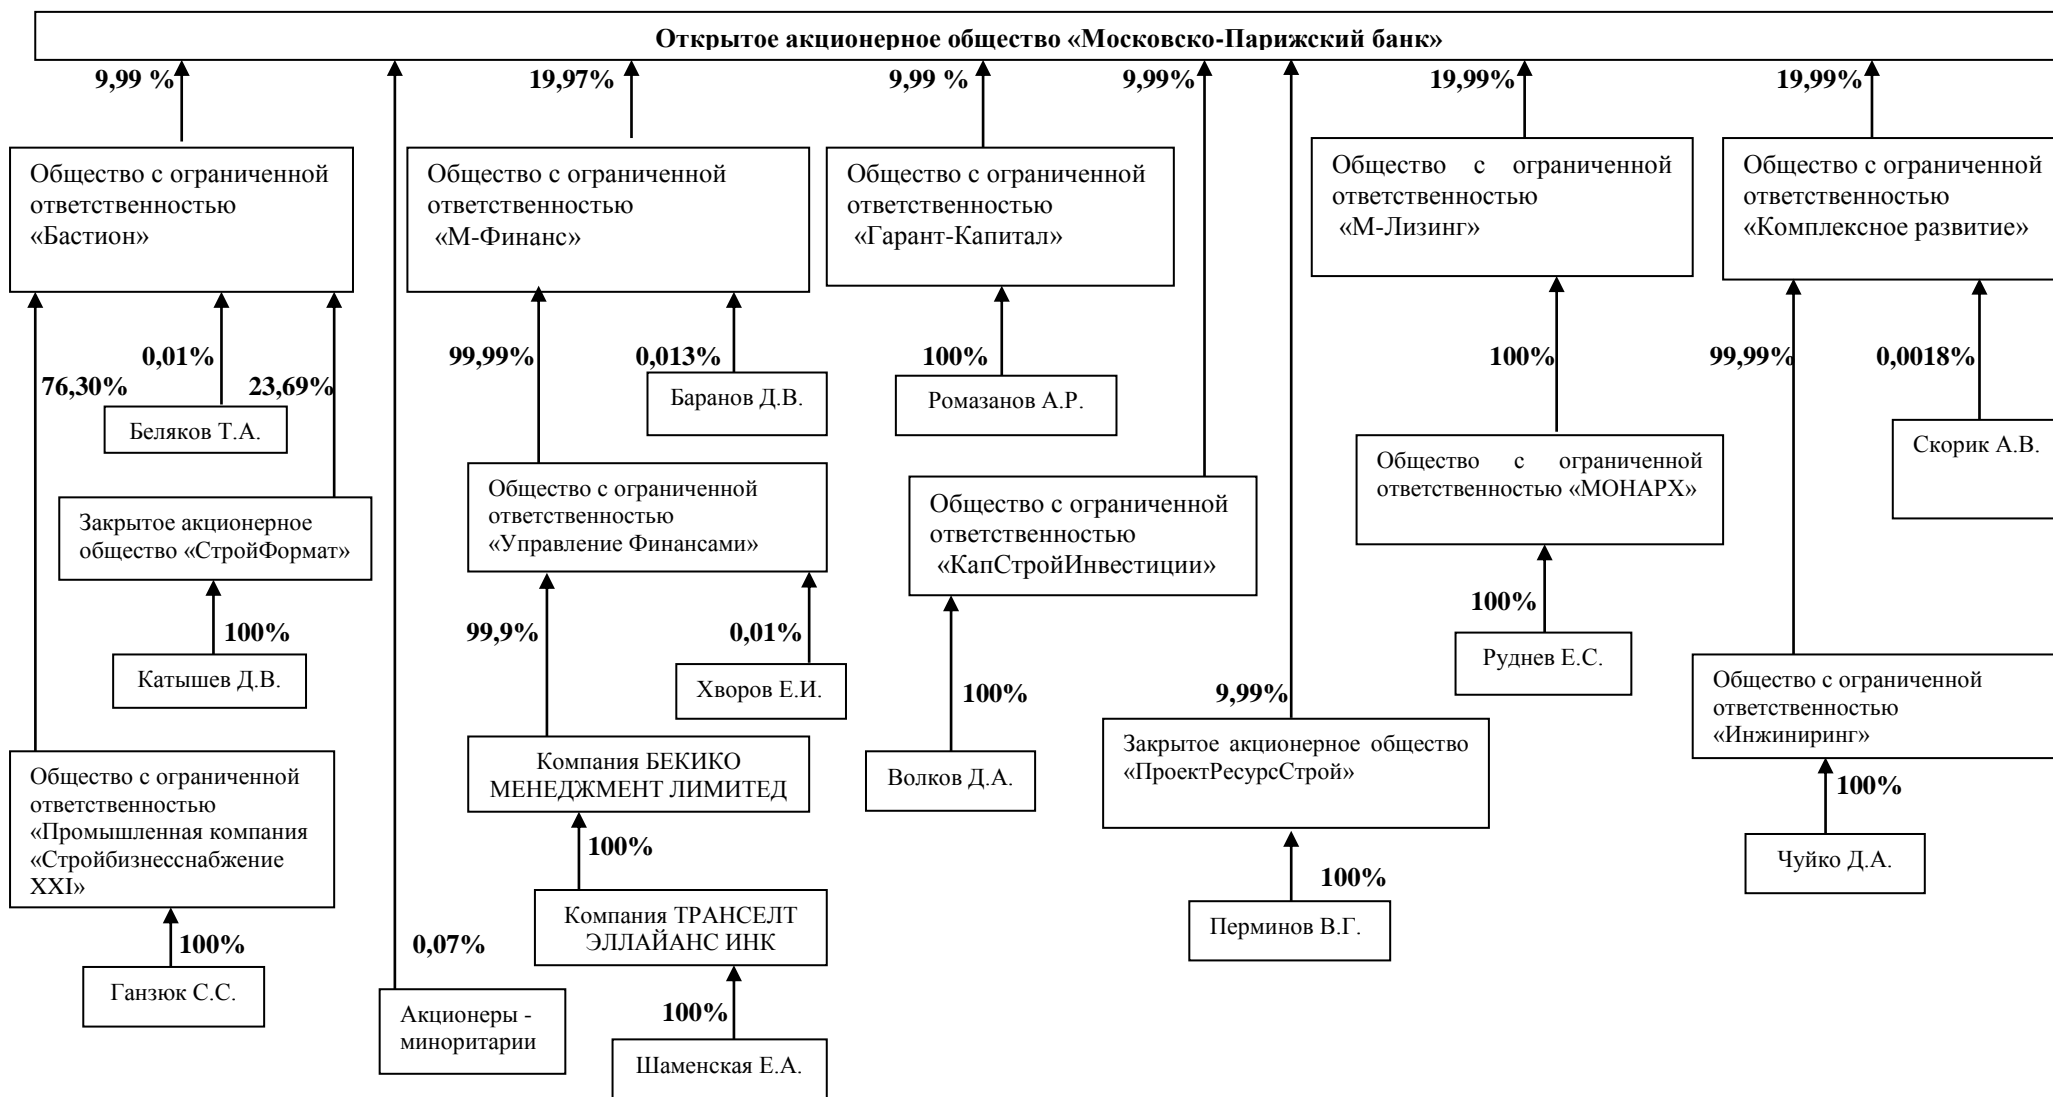 Открытое акционерное общество «Московско-Парижский банк»
9,99 %
19,97%
9,99 %
9,99%
19,99%
19,99%
Общество с ограниченной
ответственностью
«Бастион»
Общество с ограниченной
ответственностью
«М-Финанс»
Общество с ограниченной
ответственностью
«Гарант-Капитал»
Общество с ограниченной
ответственностью
«М-Лизинг»
Общество с ограниченной
ответственностью
«Комплексное развитие»
0,01%
76,30%
23,69%
99,99%
0,013%
100%
100%
99,99%
0,0018%
Беляков Т.А.
Баранов Д.В.
Ромазанов А.Р.
Скорик А.В.
Закрытое акционерное
общество «СтройФормат»
Общество с ограниченной
ответственностью
«Управление Финансами»
Общество с ограниченной
ответственностью
«КапСтройИнвестиции»
Общество с ограниченной
ответственностью «МОНАРХ»
100%
99,9%
0,01%
100%
100%
9,99%
Катышев Д.В.
Хворов Е.И.
Руднев Е.С.
Общество с ограниченной
ответственностью
«Инжиниринг»
Общество с ограниченной
ответственностью
«Промышленная компания
«Стройбизнесснабжение
XXI»
Компания БЕКИКО
МЕНЕДЖМЕНТ ЛИМИТЕД
Волков Д.А.
Закрытое акционерное общество
«ПроектРесурсСтрой»
100%
100%
Чуйко Д.А.
100%
Компания ТРАНСЕЛТ
ЭЛЛАЙАНС ИНК
Перминов В.Г.
100%
0,07%
Ганзюк С.С.
Акционеры -
миноритарии
100%
Шаменская Е.А.